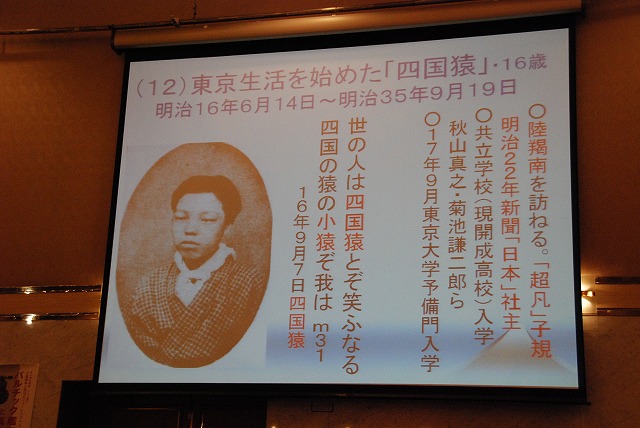 （12）東京生活を始めた「四国猿」・16歳
明治16年6月14日～明治35年9月19日
○陸羯南を訪ねる。「超凡」子規
明治22年新聞「日本」社主
○共立学校（現開成高校）入学
秋山真之・菊池謙二郎ら
○17年9月東京大学予備門入学
世の人は四国猿とぞ笑ふなる
四国の猿の小猿ぞ我は m31
16年9月7日四国猿
バルチック